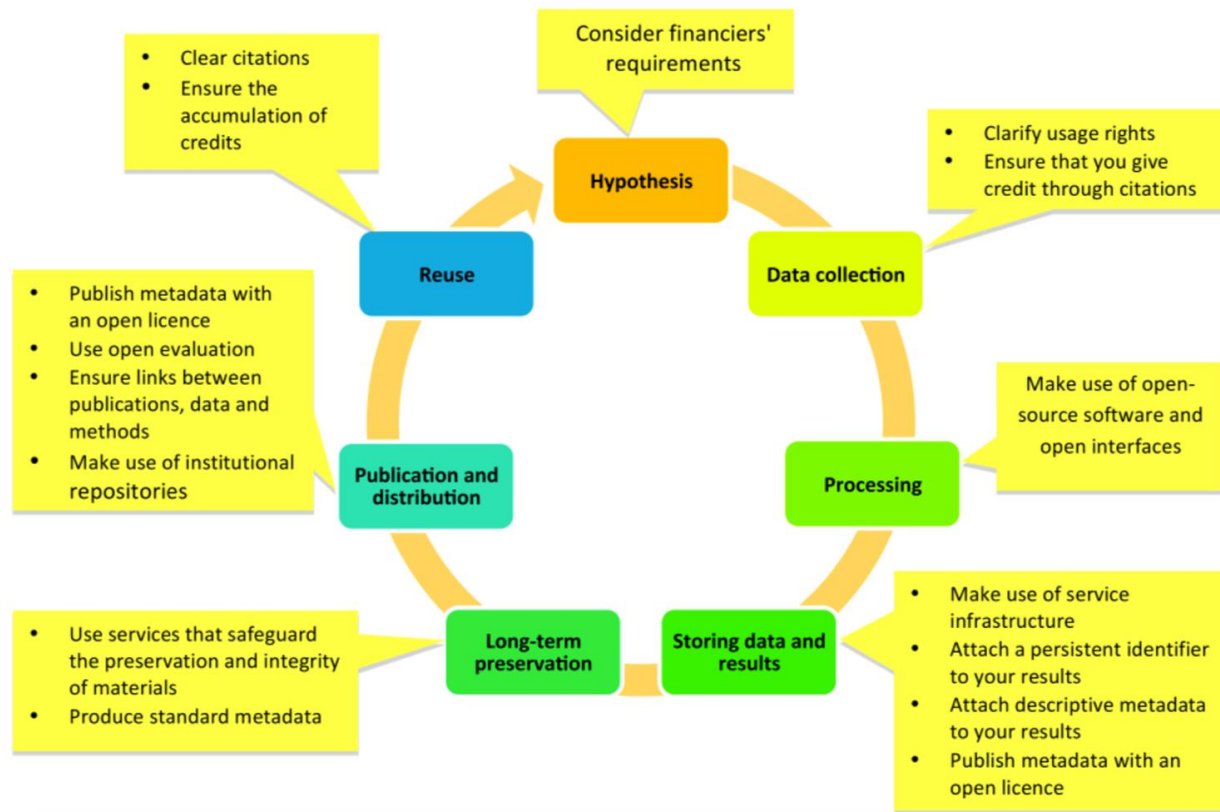 Consider financiers'
requirements
Hypothesis
• Clarify usage rights
• Ensure that you give
credit through citations
Data collection
Make use of open-
source software and
open interfaces
Processing
• Make use of service
infrastructure
• Attach a persistent identifier
to your results
• Attach descriptive metadata
to your results
• Publish metadata with an
open licence
Storing data and
results
• Use services that safeguard
the preservation and integrity
of materials
• Produce standard metadata
Long-term
preservation
• Publish metadata with
an open licence
• Use open evaluation
• Ensure links between
publications, data and
methods
• Make use of institutional
repositories
Publication and
distribution
• Clear citations
• Ensure the
accumulation of
credits
Reuse